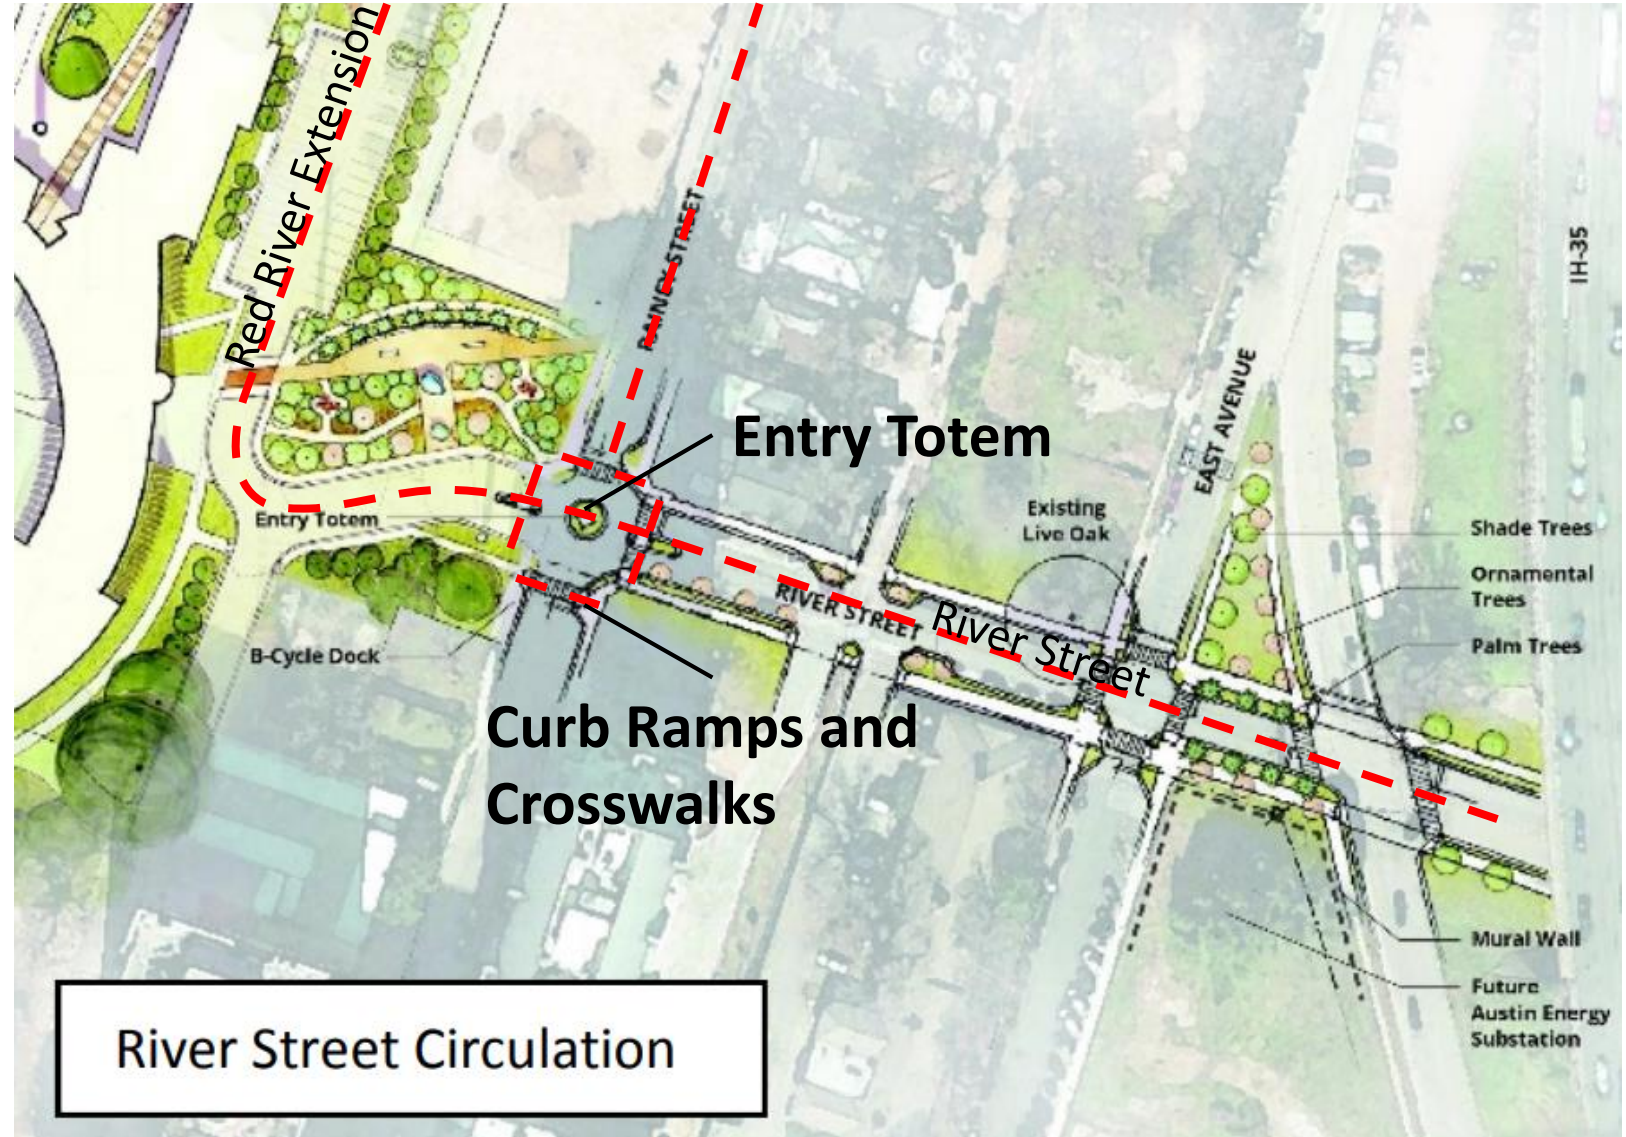 Red River Extension
RAINEY STREET
IH-35
EAST AVENUE
Entry Totem
Existing
Live Oak
Entry Totem
Shade Trees
Ornamental
Trees
RIVER STREET
River Street
Palm Trees
B-Cycle Dock
Curb Ramps and
Crosswalks
Mural Wall
Future
Austin Energy
Substation
River Street Circulation